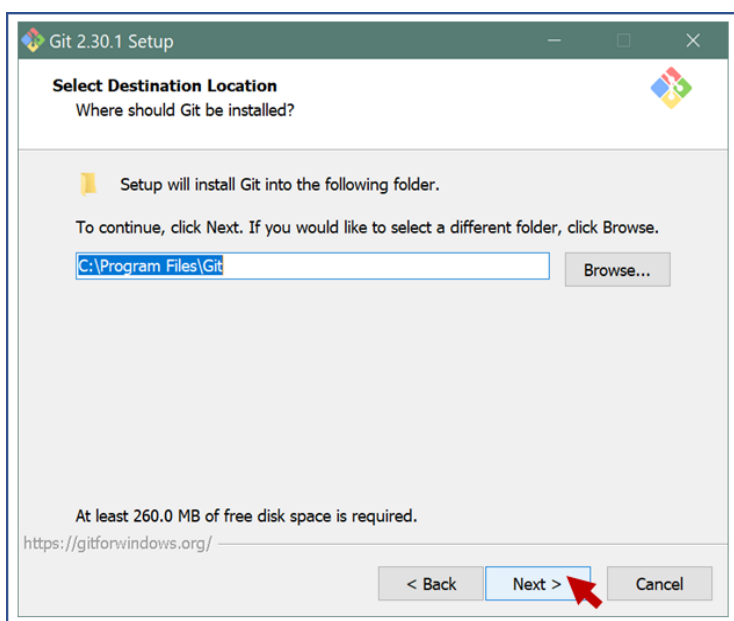 Git 2.30.1 Setup
Select Destination Location
Where should Git be installed?
Setup will install Git into the following folder.
To continue, click Next. If you would like to select a different folder, click Browse.
C:\Program Files\Git
Browse...
At least 260.0 MB of free disk space is required.
https://gitforwindows.org/
< Back Next > Cancel